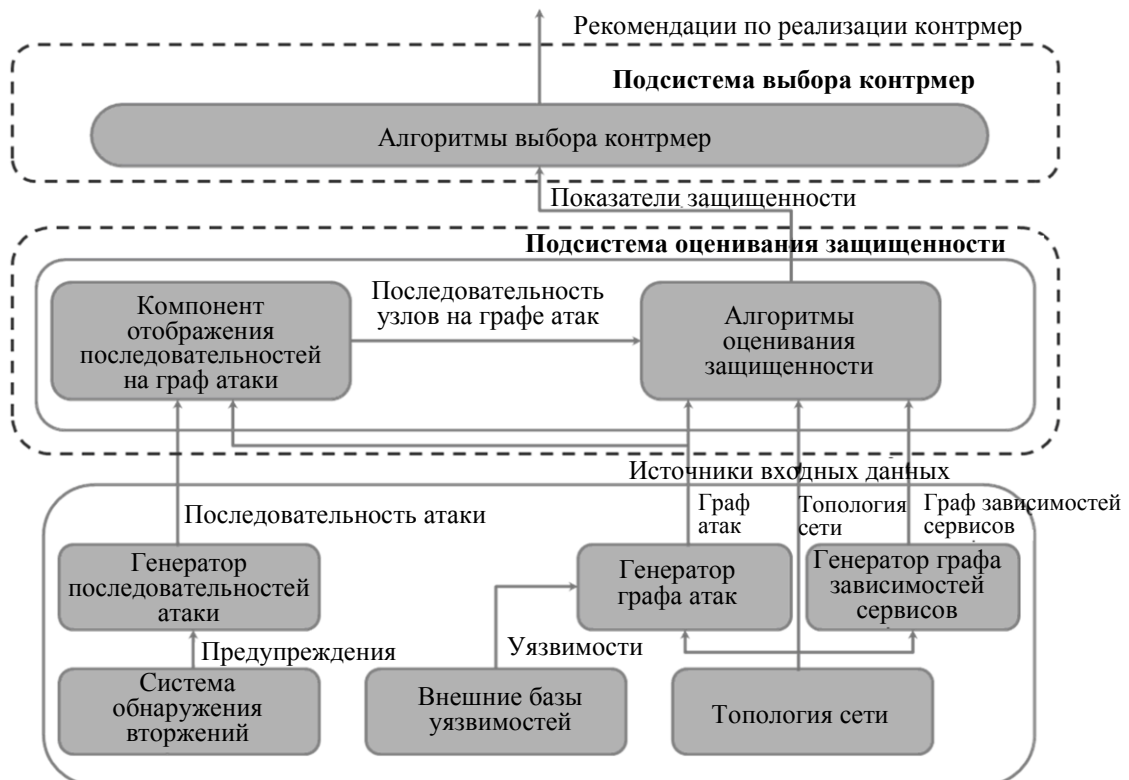 Рекомендации по реализации контрмер
Подсистема выбора контрмер
Алгоритмы выбора контрмер
Показатели защищенности
Подсистема оценивания защищенности
Компонент
отображения
последовательностей
на граф атаки
Последовательность
узлов на графе атак
Алгоритмы
оценивания
защищенности
Источники входных данных
Последовательность атаки
Граф
атак
Топология
сети
Граф зависимостей
сервисов
Генератор
последовательностей
атаки
Генератор
графа атак
Генератор графа
зависимостей
сервисов
Предупреждения
Уязвимости
Система
обнаружения
вторжений
Внешние базы
уязвимостей
Топология сети